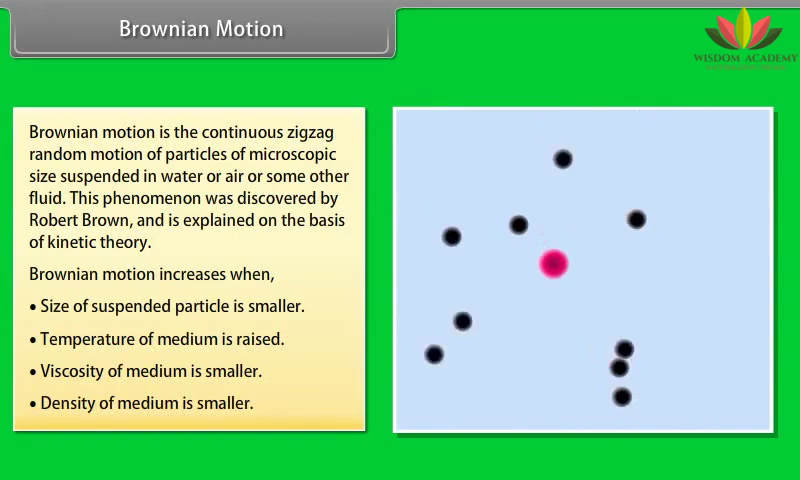 Brownian Motion
WISDOM ACADEMY
Brownian motion is the continuous zigzag
random motion of particles of microscopic
size suspended in water or air or some other
fluid. This phenomenon was discovered by
Robert Brown, and is explained on the basis
of kinetic theory.
Brownian motion increases when,
• Size of suspended particle is smaller.
• Temperature of medium is raised.
• Viscosity of medium is smaller.
• Density of medium is smaller.